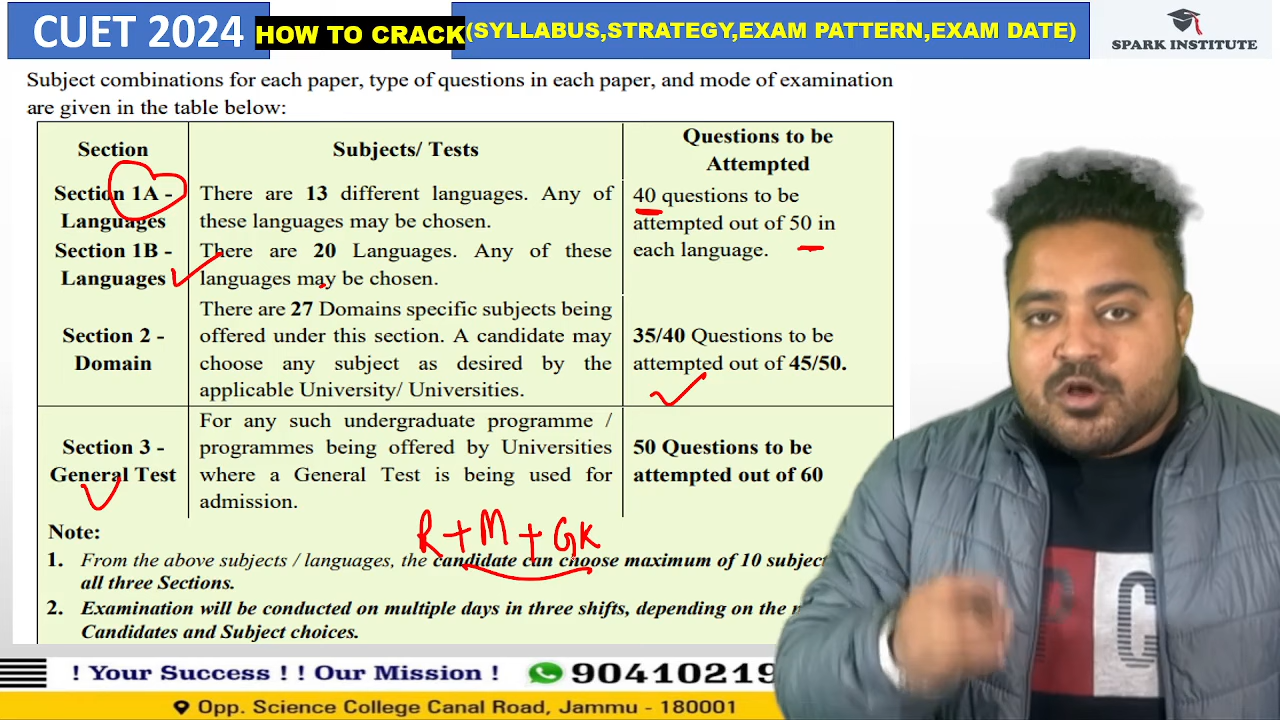 CUET 2024 HOW TO CRACK (SYLLABUS,STRATEGY,EXAM PATTERN,EXAM DATE)
SPARK INSTITUTE
Subject combinations for each paper, type of questions in each paper, and mode of examination
are given in the table below:
Section
Subjects/ Tests
Questions to be
Attempted
Section 1A -
Languages
There are 13 different languages. Any of
these languages may be chosen.
40 questions to be
attempted out of 50 in
each language.
Section 1B -
Languages
There are 20 Languages. Any of these
languages may be chosen.
Section 2 -
Domain
There are 27 Domains specific subjects being
offered under this section. A candidate may
choose any subject as desired by the
applicable University/ Universities.
35/40 Questions to be
attempted out of 45/50.
Section 3 -
General Test
For any such undergraduate programme /
programmes being offered by Universities
where a General Test is being used for
admission.
50 Questions to be
attempted out of 60
R+M+GK
Note:
1. From the above subjects / languages, the candidate can choose maximum of 10 subject
all three Sections.
2. Examination will be conducted on multiple days in three shifts, depending on the
Candidates and Subject choices.
! Your Success ! ! Our Mission ! 90410219
Opp. Science College Canal Road, Jammu - 180001
P C